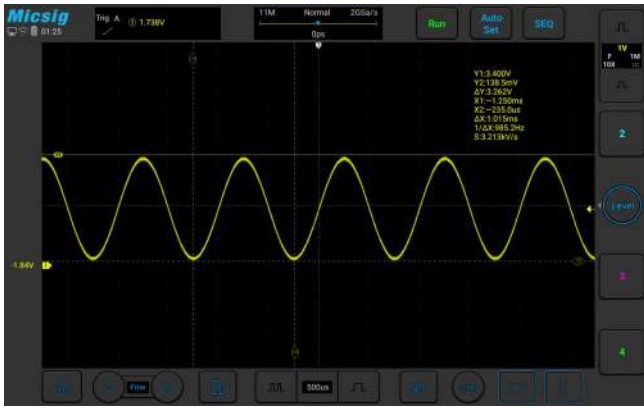 Micsig
01:25
Trig A ① 1.738V
11M Normal 2GSa/s
0ps
Run
Auto
Set
SEQ
1V
F 1M
10X
Y1:3.400V
Y2:138.5mV
ΔY:3.262V
X1:-1.250ms
X2:-235.0us
ΔX:1.015ms
1/ΔX:985.2Hz
S:3.213kV/s
2
Level
-1.84V
3
4
Fine
500us